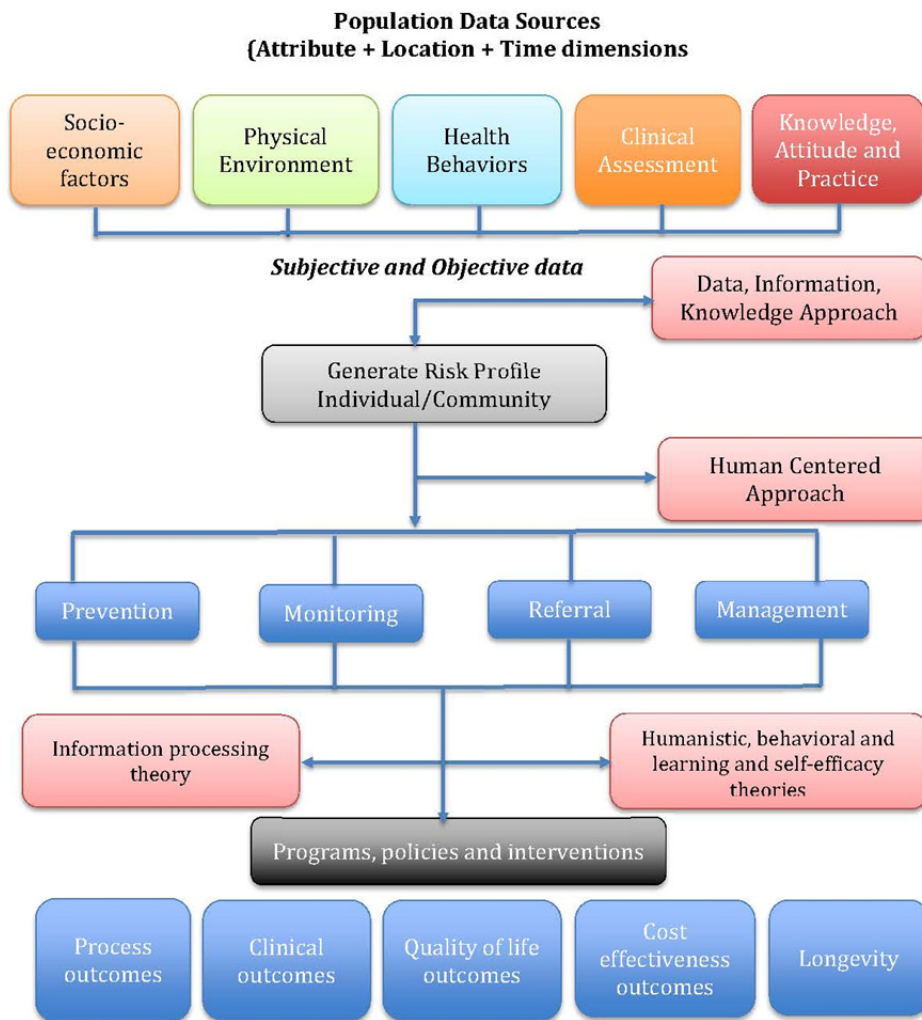 Population Data Sources
(Attribute + Location + Time dimensions
Socio-
economic
factors
Physical
Environment
Health
Behaviors
Clinical
Assessment
Knowledge,
Attitude and
Practice
Subjective and Objective data
Data, Information,
Knowledge Approach
Generate Risk Profile
Individual/Community
Human Centered
Approach
Prevention
Monitoring
Referral
Management
Information processing
theory
Humanistic, behavioral and
learning and self-efficacy
theories
Programs, policies and interventions
Process
outcomes
Clinical
outcomes
Quality of life
outcomes
Cost
effectiveness
outcomes
Longevity